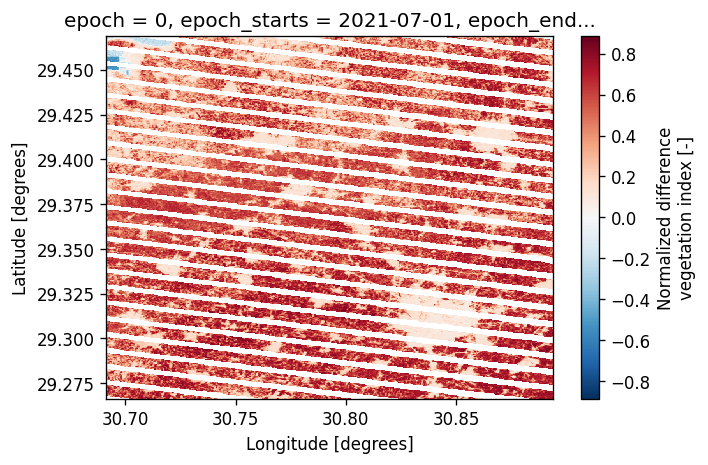 epoch = 0, epoch_starts = 2021-07-01, epoch_end...
29.450
29.425
29.400
29.375
29.350
29.325
29.300
29.275
Latitude [degrees]
30.70 30.75 30.80 30.85
Longitude [degrees]
0.8
0.6
0.4
0.2
0.0
−0.2
−0.4
−0.6
−0.8
Normalized difference
vegetation index [-]